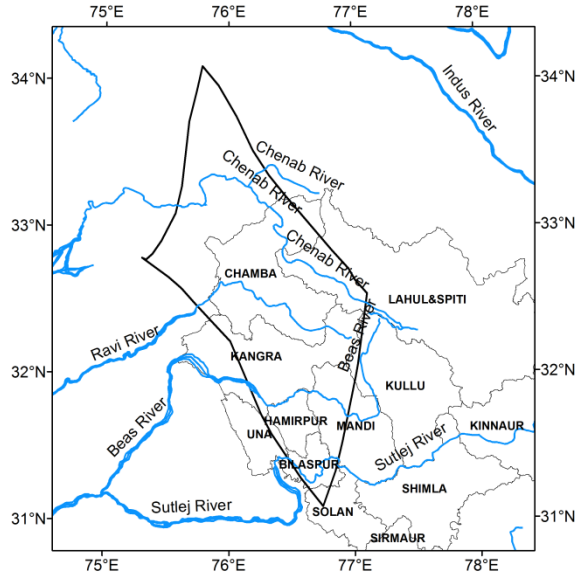 75°E 76°E 77°E 78°E
34°N 34°N
Indus River
Chenab River
Chenab River
33°N 33°N
Chenab River
CHAMBA
LAHUL&SPITI
Ravi River
Beas River
32°N 32°N
KANGRA
KULLU
Beas River
HAMIRPUR
UNA
MANDI
KINNAUR
Sutlej River
BILASPUR
SHIMLA
Sutlej River
SOLAN
31°N 31°N
SIRMAUR
75°E 76°E 77°E 78°E